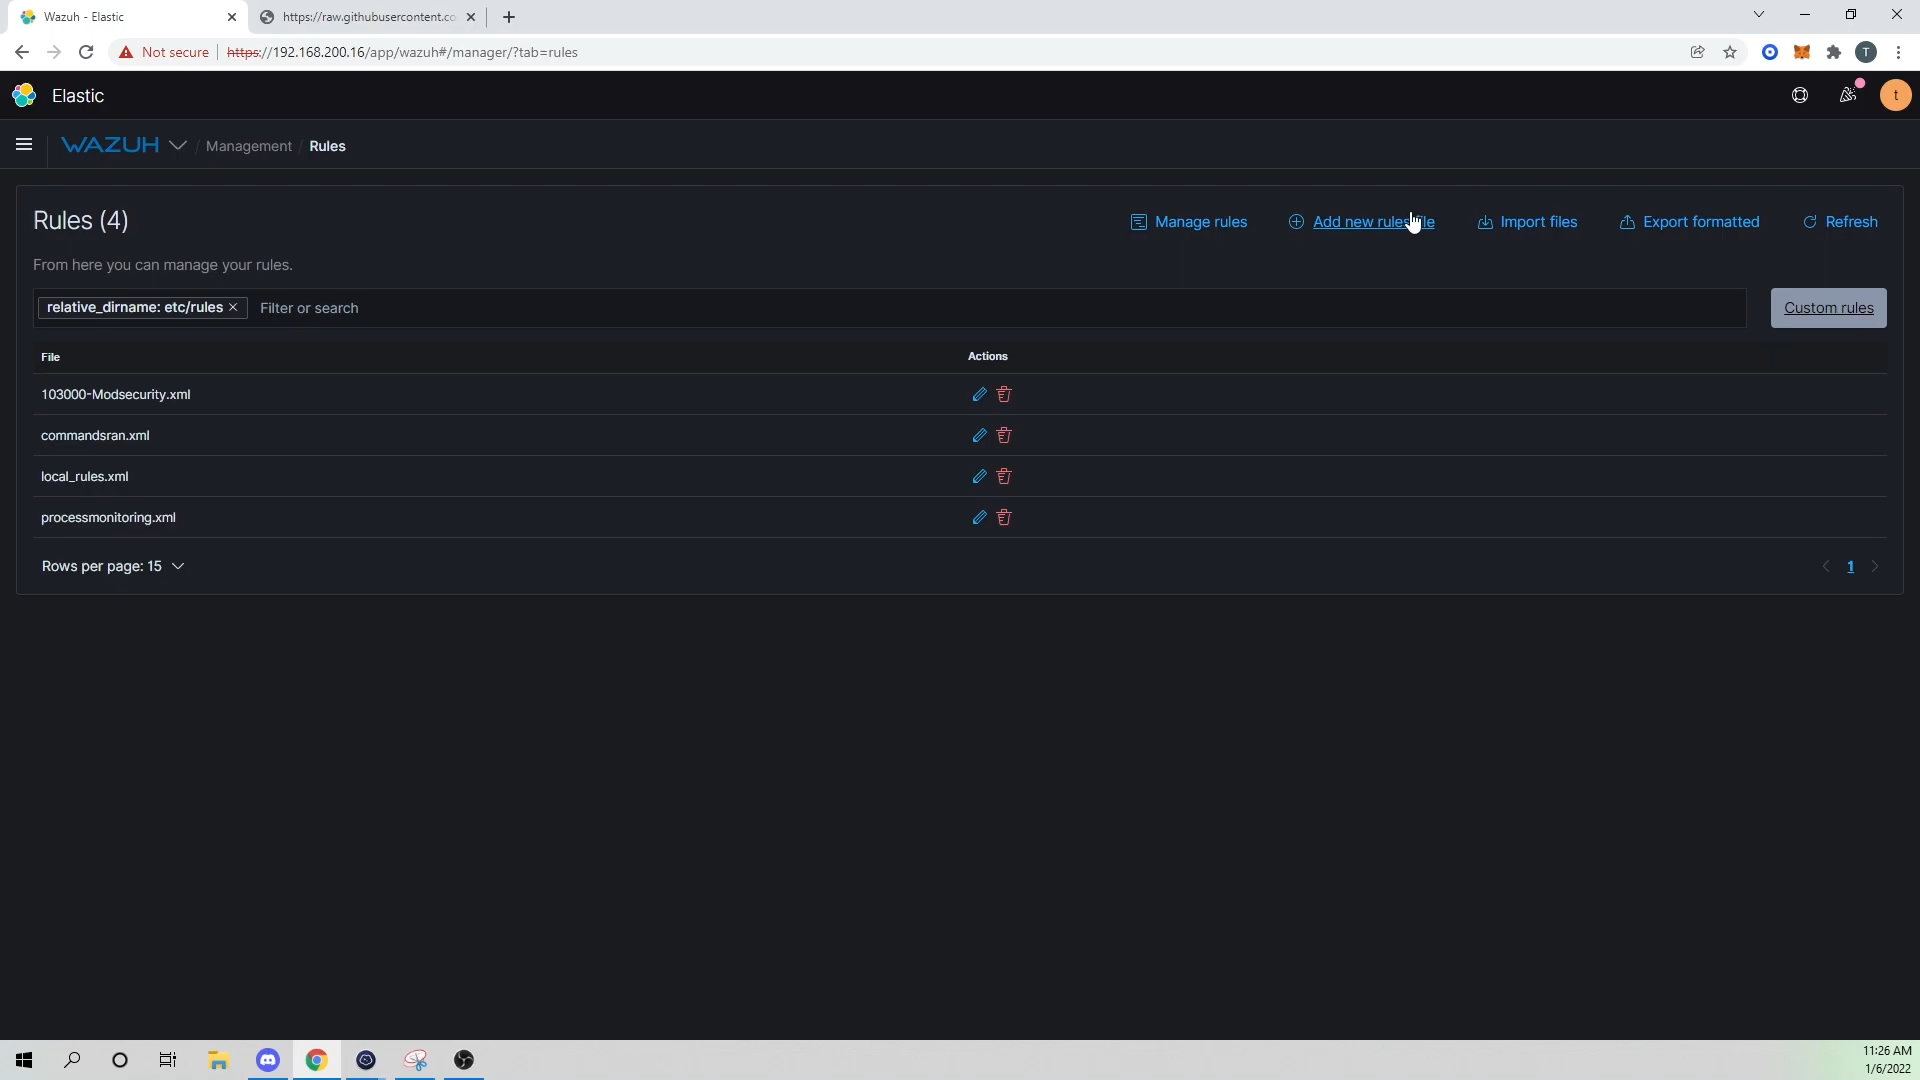 Wazuh - Elastic
https://raw.githubusercontent.co
Not secure
https://192.168.200.16/app/wazuh#/manager/?tab=rules
T
Elastic
t
WAZUH / Management / Rules
Rules (4)
Manage rules
Add new rules
Import files
Export formatted
Refresh
From here you can manage your rules.
relative_dirname: etc/rules
Filter or search
Custom rules
File
Actions
103000-Modsecurity.xml
commandsran.xml
local_rules.xml
processmonitoring.xml
Rows per page: 15
1
11:26 AM
1/6/2022